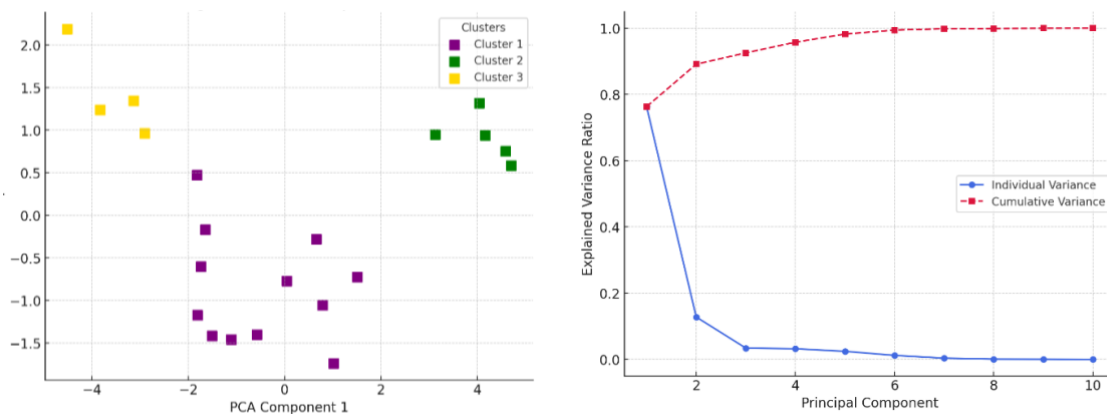 Clusters
Cluster 1
Cluster 2
Cluster 3
2.0
1.5
1.0
0.5
0.0
−0.5
−1.0
−1.5
−4
−2
0
2
4
PCA Component 1
Explained Variance Ratio
1.0
0.8
0.6
0.4
0.2
0.0
Individual Variance
Cumulative Variance
2
4
6
8
10
Principal Component